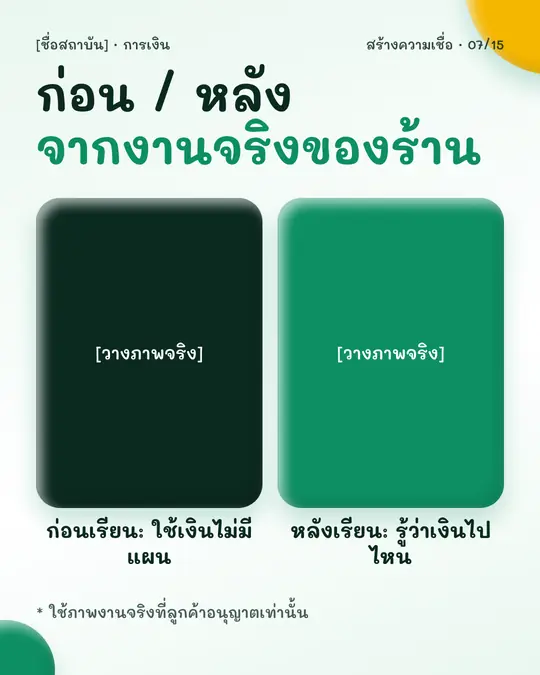 [ชื่อสถาบัน] · การเงิน
สร้างความเชื่อ · 07/15
ก่อน / หลัง
จากงานจริงของร้าน
[วางภาพจริง]
[วางภาพจริง]
ก่อนเรียน: ใช้เงินไม่มี
แผน
หลังเรียน: รู้ว่าเงินไป
ไหน
* ใช้ภาพงานจริงที่ลูกค้าอนุญาตเท่านั้น